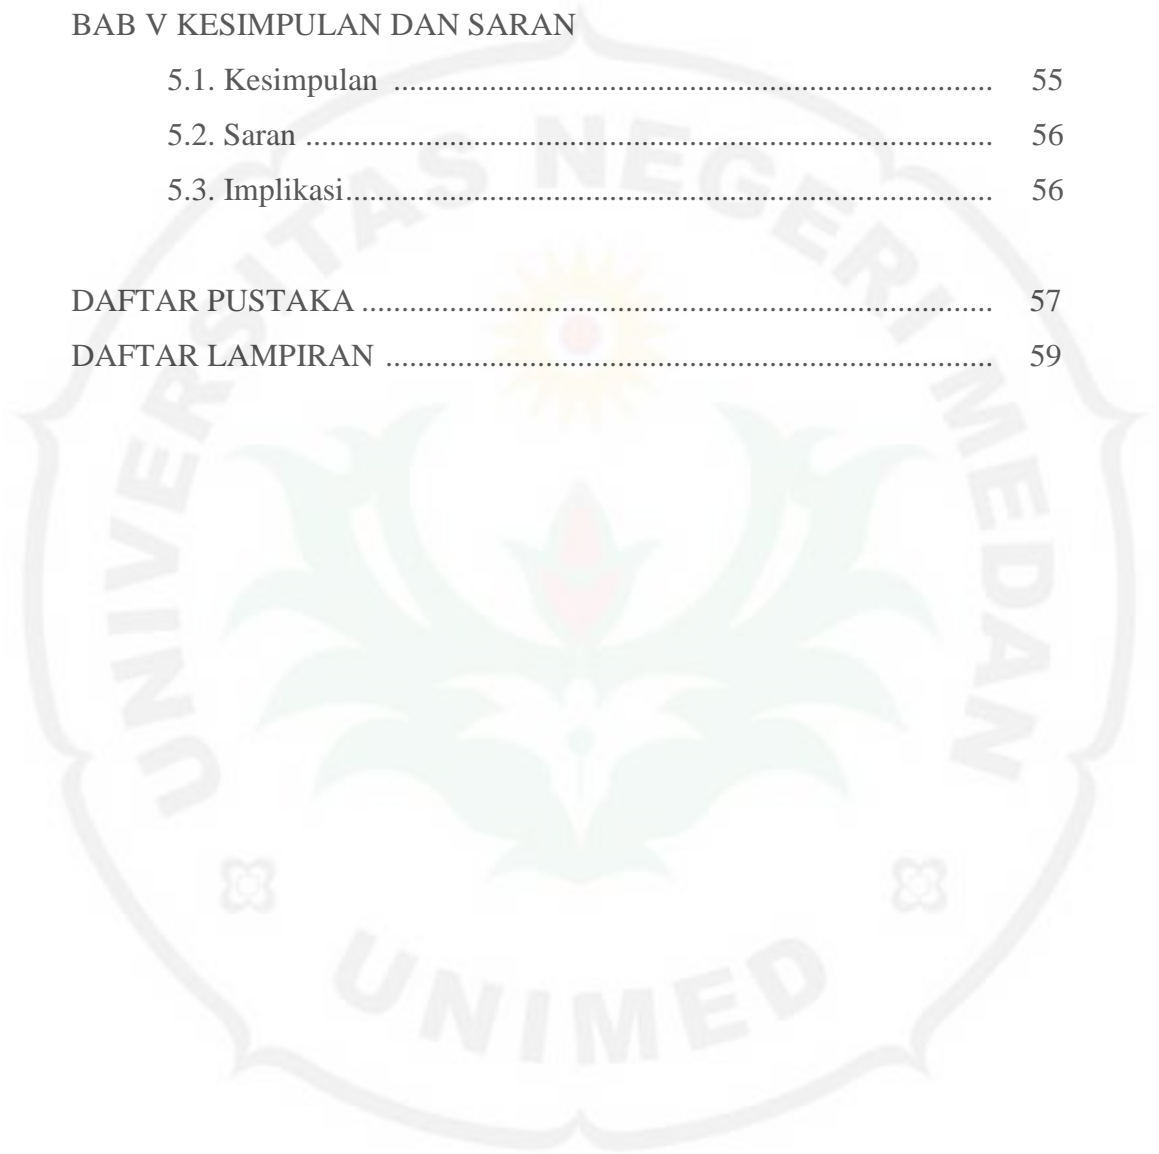 BAB V KESIMPULAN DAN SARAN
5.1. Kesimpulan ............................................................................ 55
5.2. Saran ....................................................................................... 56
5.3. Implikasi.................................................................................. 56
DAFTAR PUSTAKA ................................................................................ 57
DAFTAR LAMPIRAN ............................................................................. 59
UNIVERSITAS NEGERI MEDAN
UNIMED